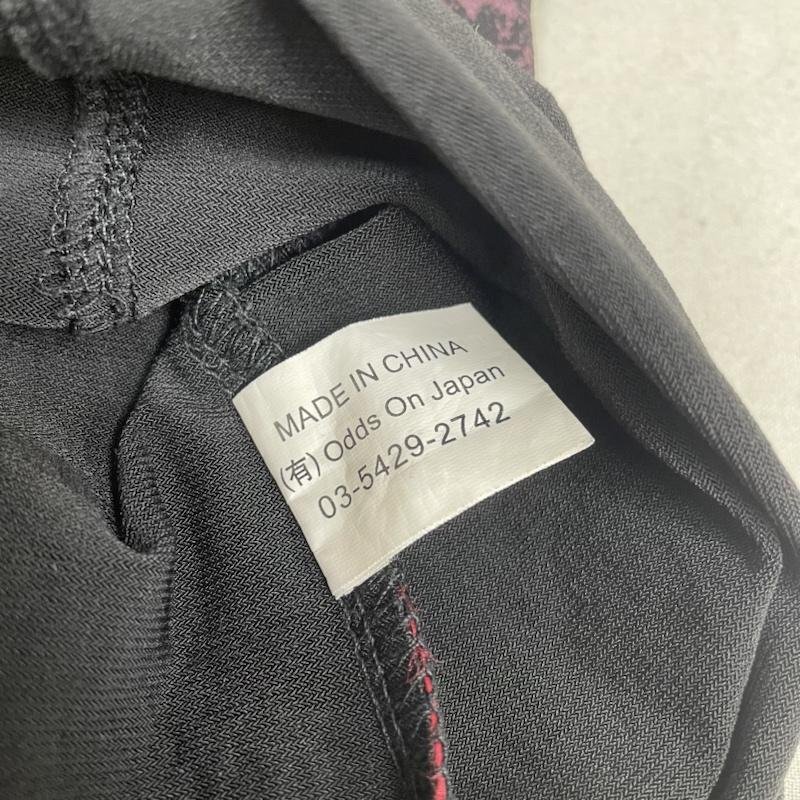 MADE IN CHINA
(有) Odds On Japan
03-5429-2742